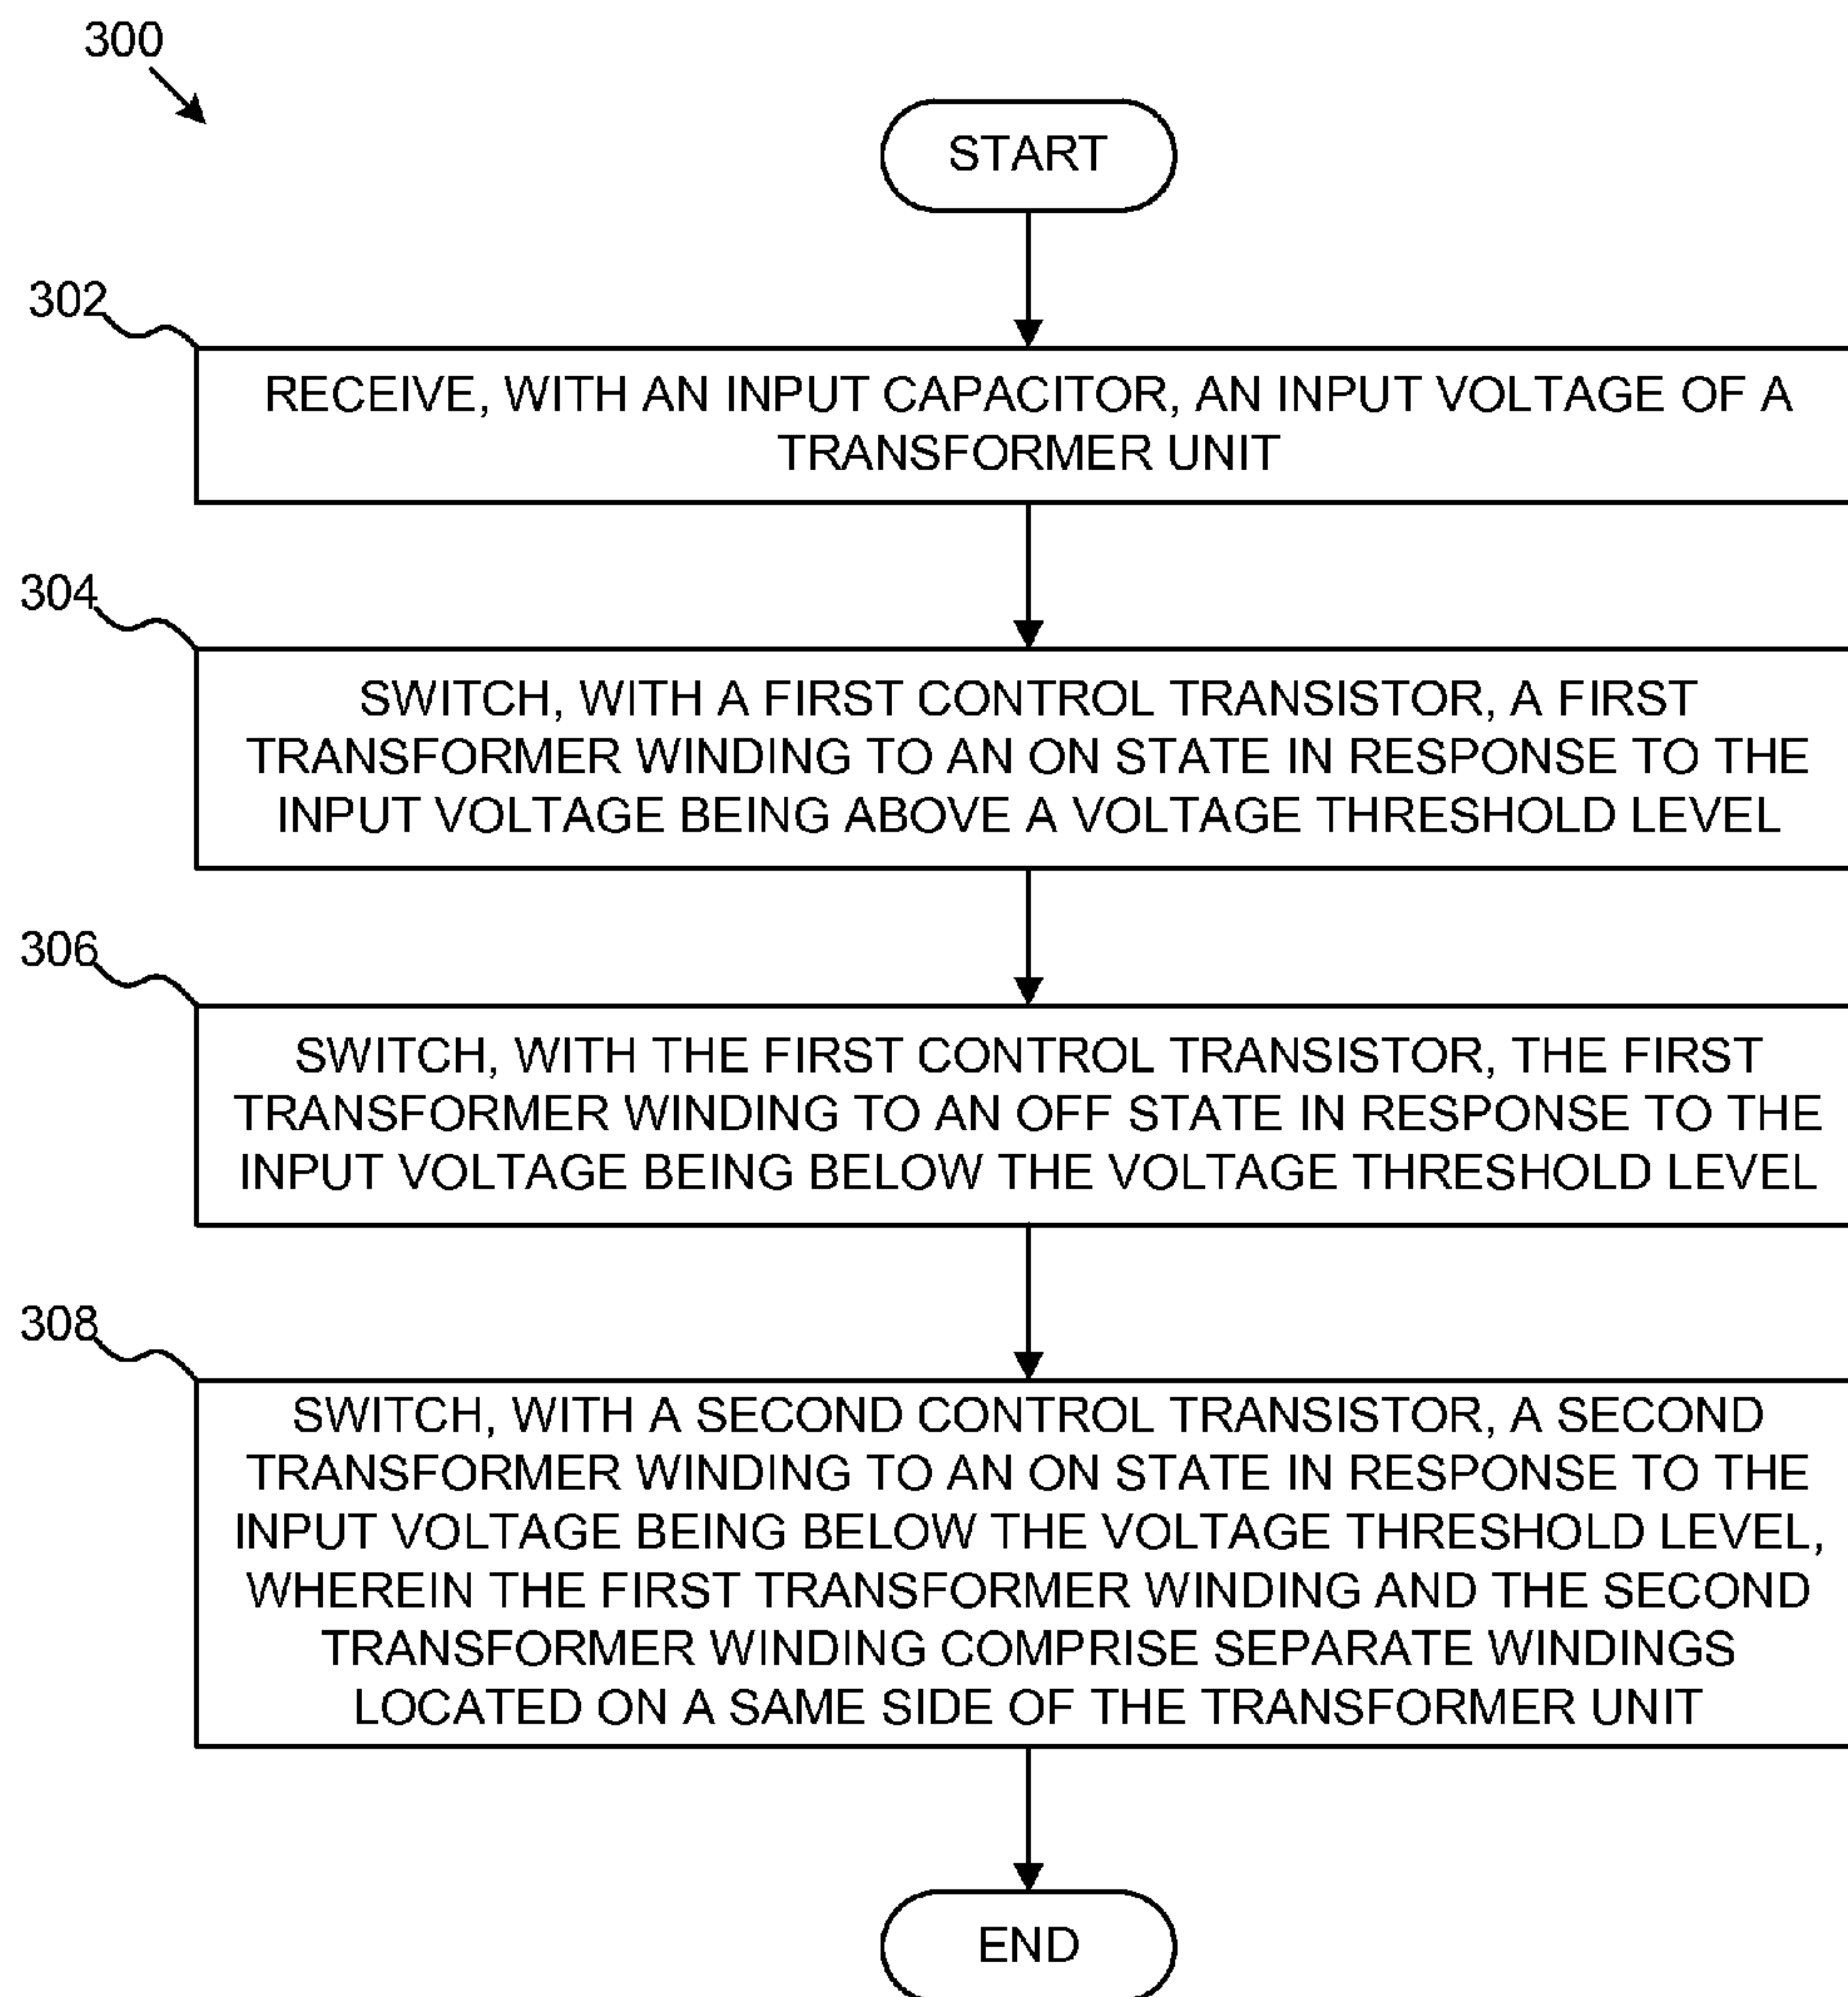 300
START
302
RECEIVE, WITH AN INPUT CAPACITOR, AN INPUT VOLTAGE OF A
TRANSFORMER UNIT
304
SWITCH, WITH A FIRST CONTROL TRANSISTOR, A FIRST
TRANSFORMER WINDING TO AN ON STATE IN RESPONSE TO THE
INPUT VOLTAGE BEING ABOVE A VOLTAGE THRESHOLD LEVEL
306
SWITCH, WITH THE FIRST CONTROL TRANSISTOR, THE FIRST
TRANSFORMER WINDING TO AN OFF STATE IN RESPONSE TO THE
INPUT VOLTAGE BEING BELOW THE VOLTAGE THRESHOLD LEVEL
308
SWITCH, WITH A SECOND CONTROL TRANSISTOR, A SECOND
TRANSFORMER WINDING TO AN ON STATE IN RESPONSE TO THE
INPUT VOLTAGE BEING BELOW THE VOLTAGE THRESHOLD LEVEL,
WHEREIN THE FIRST TRANSFORMER WINDING AND THE SECOND
TRANSFORMER WINDING COMPRISE SEPARATE WINDINGS
LOCATED ON A SAME SIDE OF THE TRANSFORMER UNIT
END